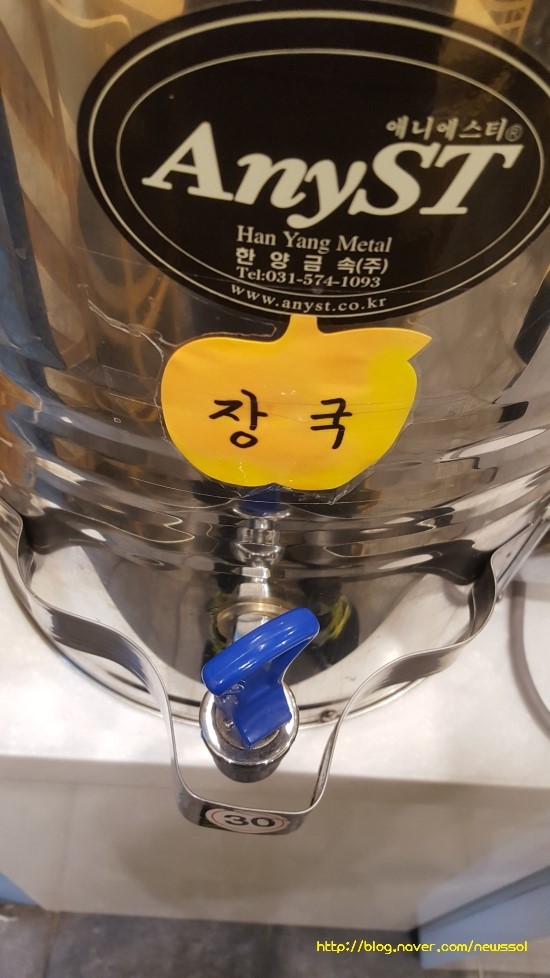 애니에스티®
AnyST
Han Yang Metal
한양금속(주)
Tel:031-574-1093
www.anyst.co.kr
장국
30
http://blog.naver.com/newssol